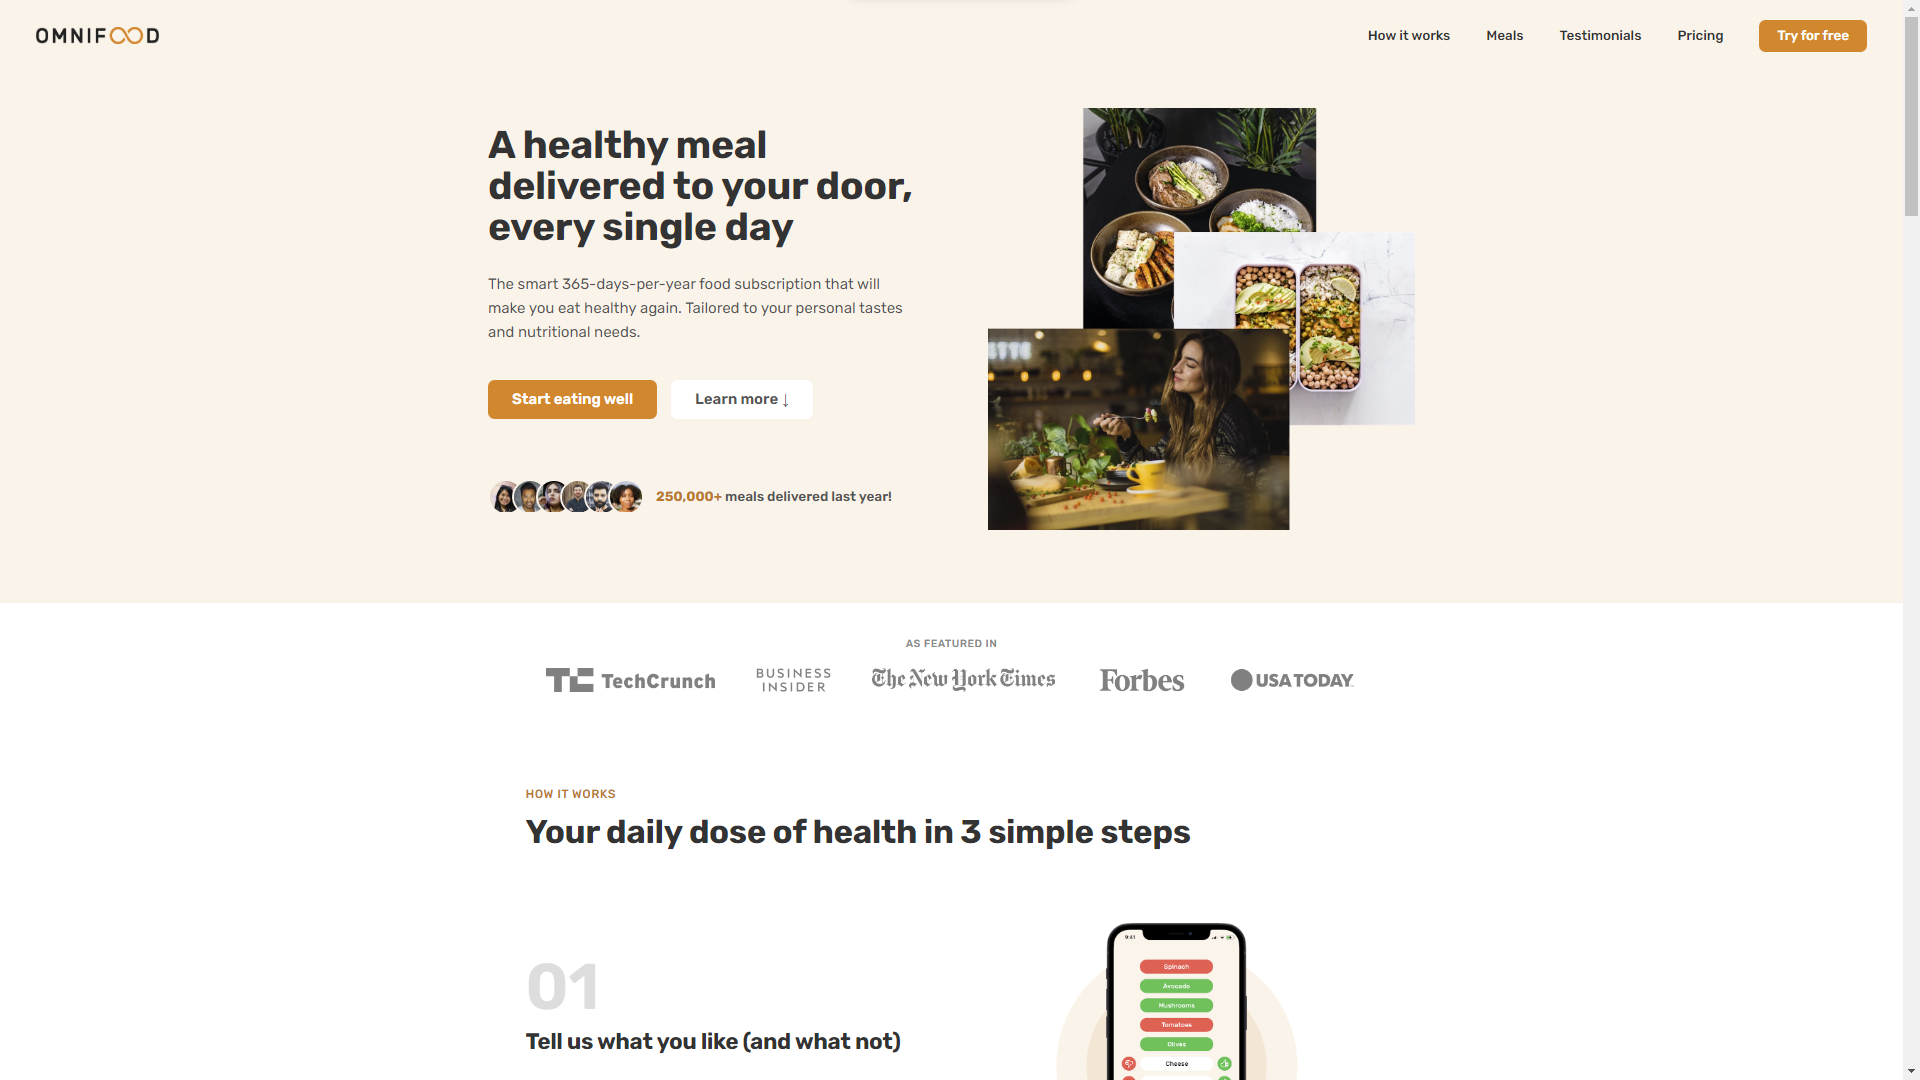 OMNIFOOD
How it works
Meals
Testimonials
Pricing
Try for free
A healthy meal
delivered to your door,
every single day
The smart 365-days-per-year food subscription that will
make you eat healthy again. Tailored to your personal tastes
and nutritional needs.
Start eating well
Learn more ↓
250,000+ meals delivered last year!
AS FEATURED IN
TechCrunch
BUSINESS
INSIDER
The New York Times
Forbes
USA TODAY
HOW IT WORKS
Your daily dose of health in 3 simple steps
01
Tell us what you like (and what not)
9:41
Spinach
Avocado
Mushrooms
Tomatoes
Olives
Cheese